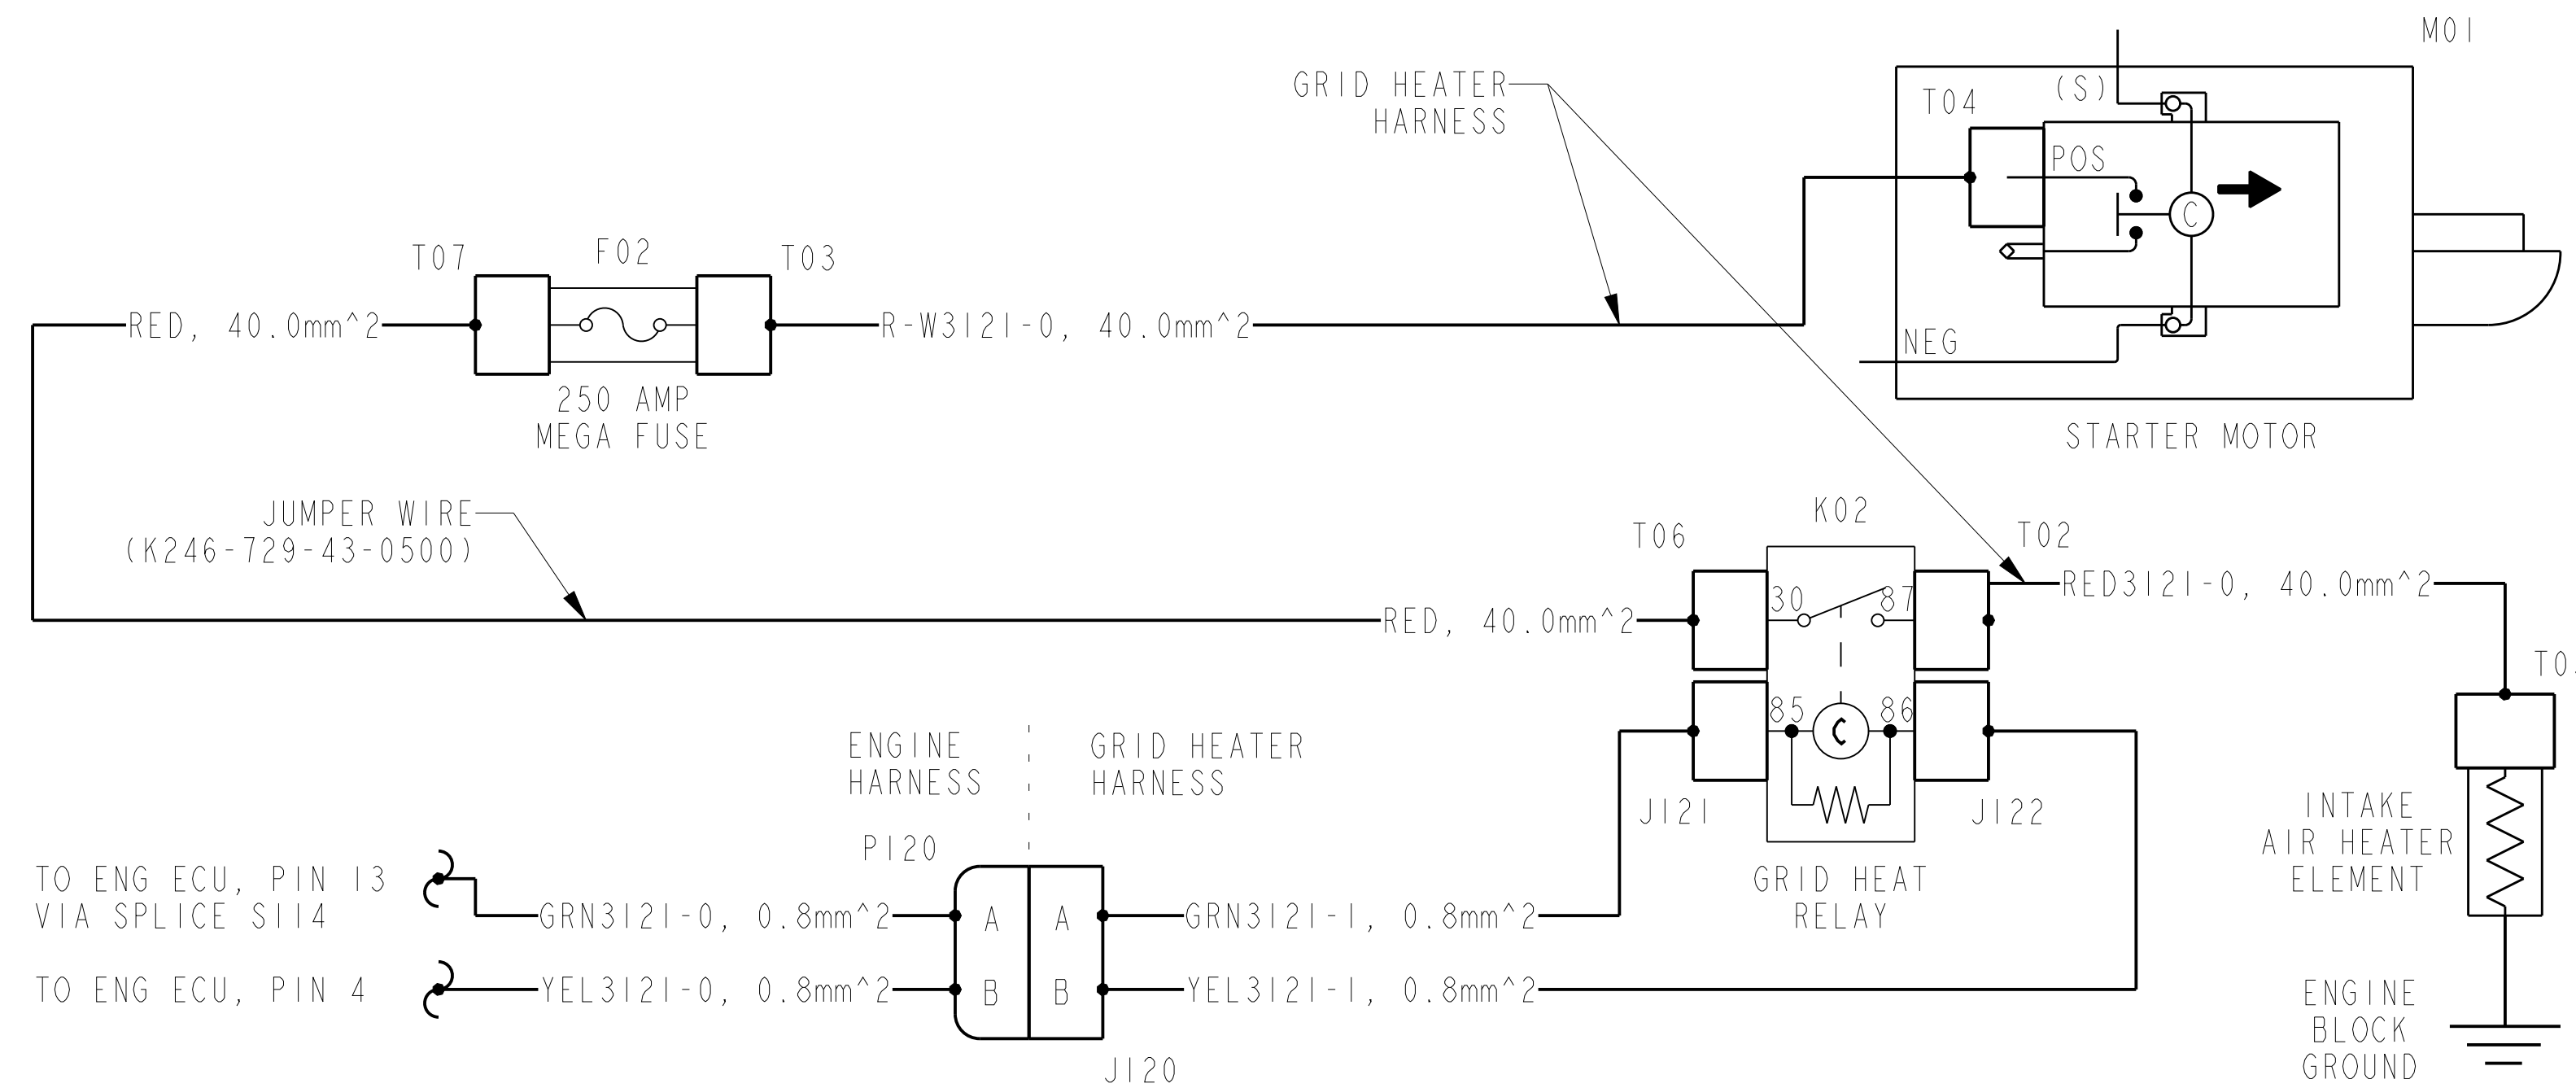 M01
GRID HEATER
HARNESS
T04
(S)
POS
C
NEG
STARTER MOTOR
T07
F02
T03
RED, 40.0mm^2
R-W3121-0, 40.0mm^2
250 AMP
MEGA FUSE
JUMPER WIRE
(K246-729-43-0500)
T06
K02
T02
RED, 40.0mm^2
30
87
RED3121-0, 40.0mm^2
85
C
86
J121
J122
GRID HEAT
RELAY
INTAKE
AIR HEATER
ELEMENT
ENGINE
BLOCK
GROUND
ENGINE
HARNESS
GRID HEATER
HARNESS
P120
TO ENG ECU, PIN 13
VIA SPLICE S114
GRN3121-0, 0.8mm^2
A
A
GRN3121-1, 0.8mm^2
TO ENG ECU, PIN 4
YEL3121-0, 0.8mm^2
B
B
YEL3121-1, 0.8mm^2
J120